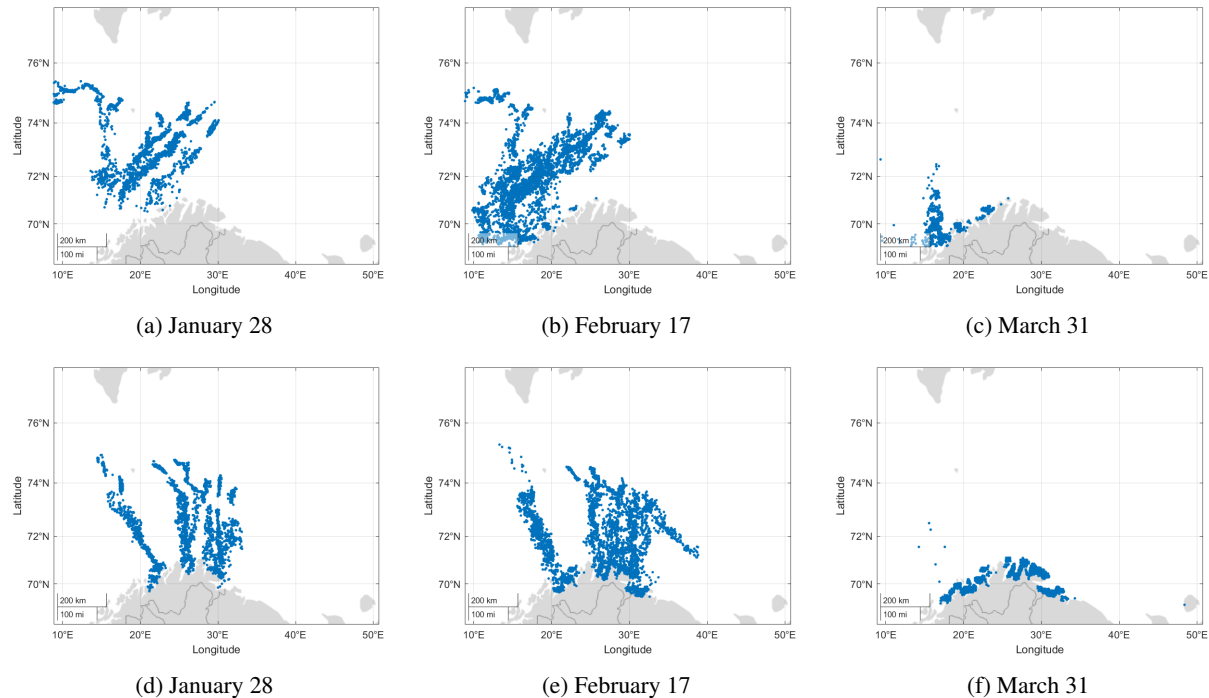 76°N
74°N
72°N
70°N
Latitude
200 km
100 mi
10°E 20°E 30°E 40°E 50°E
Longitude
(a) January 28
76°N
74°N
72°N
70°N
Latitude
200 km
100 mi
10°E 20°E 30°E 40°E 50°E
Longitude
(b) February 17
76°N
74°N
72°N
70°N
Latitude
200 km
100 mi
10°E 20°E 30°E 40°E 50°E
Longitude
(c) March 31
76°N
74°N
72°N
70°N
Latitude
200 km
100 mi
10°E 20°E 30°E 40°E 50°E
Longitude
(d) January 28
76°N
74°N
72°N
70°N
Latitude
200 km
100 mi
10°E 20°E 30°E 40°E 50°E
Longitude
(e) February 17
76°N
74°N
72°N
70°N
Latitude
200 km
100 mi
10°E 20°E 30°E 40°E 50°E
Longitude
(f) March 31